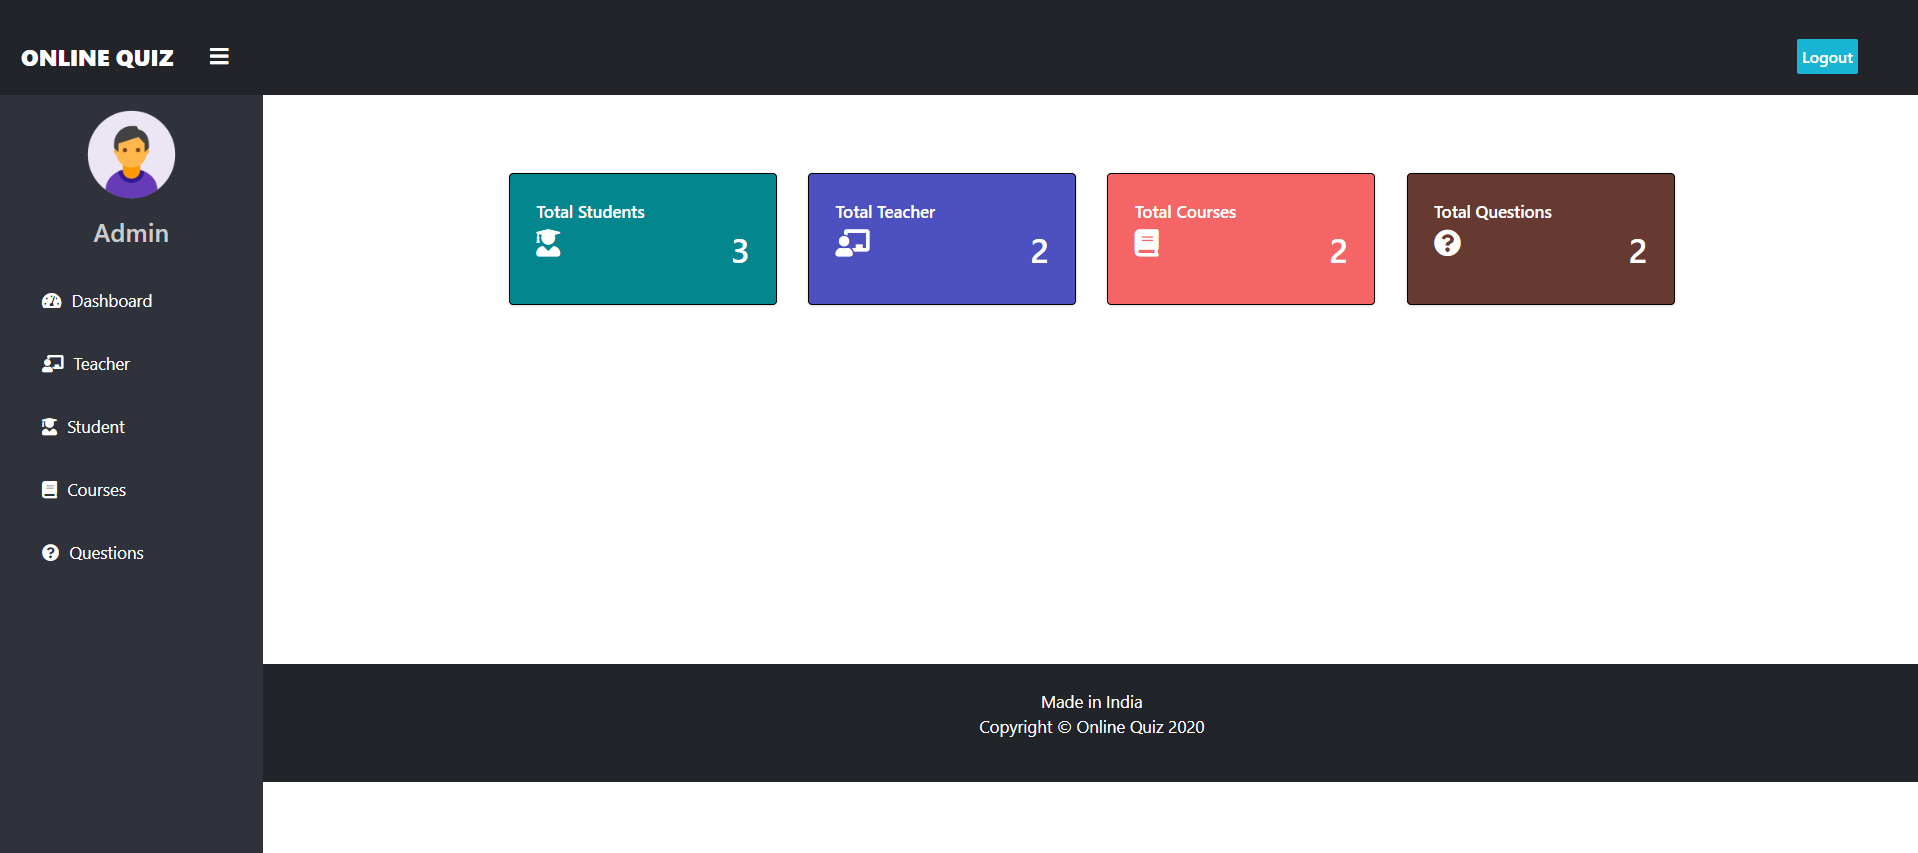 ONLINE QUIZ
Logout
Admin
Dashboard
Teacher
Student
Courses
Questions
Total Students
3
Total Teacher
2
Total Courses
2
Total Questions
2
Made in India
Copyright © Online Quiz 2020